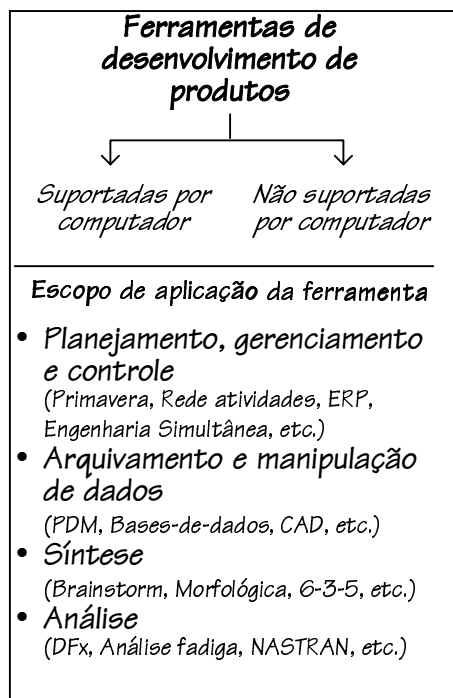 Ferramentas de
desenvolvimento de
produtos
Suportadas por
computador
Não suportadas
por computador
Escopo de aplicação da ferramenta
• Planejamento, gerenciamento
e controle
(Primavera, Rede atividades, ERP,
Engenharia Simultânea, etc.)
• Arquivamento e manipulação
de dados
(PDM, Bases-de-dados, CAD, etc.)
• Síntese
(Brainstorm, Morfológica, 6-3-5, etc.)
• Análise
(DFx, Análise fadiga, NASTRAN, etc.)